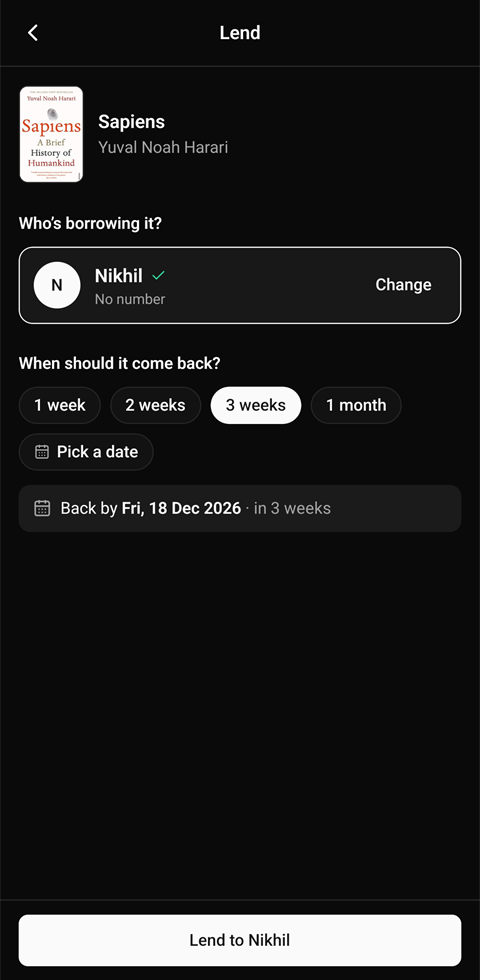 Lend
Yuval Noah Harari
Sapiens
A Brief
History of
Humankind
Sapiens
Yuval Noah Harari
Who's borrowing it?
N
Nikhil
No number
Change
When should it come back?
1 week
2 weeks
3 weeks
1 month
Pick a date
Back by Fri, 18 Dec 2026 · in 3 weeks
Lend to Nikhil